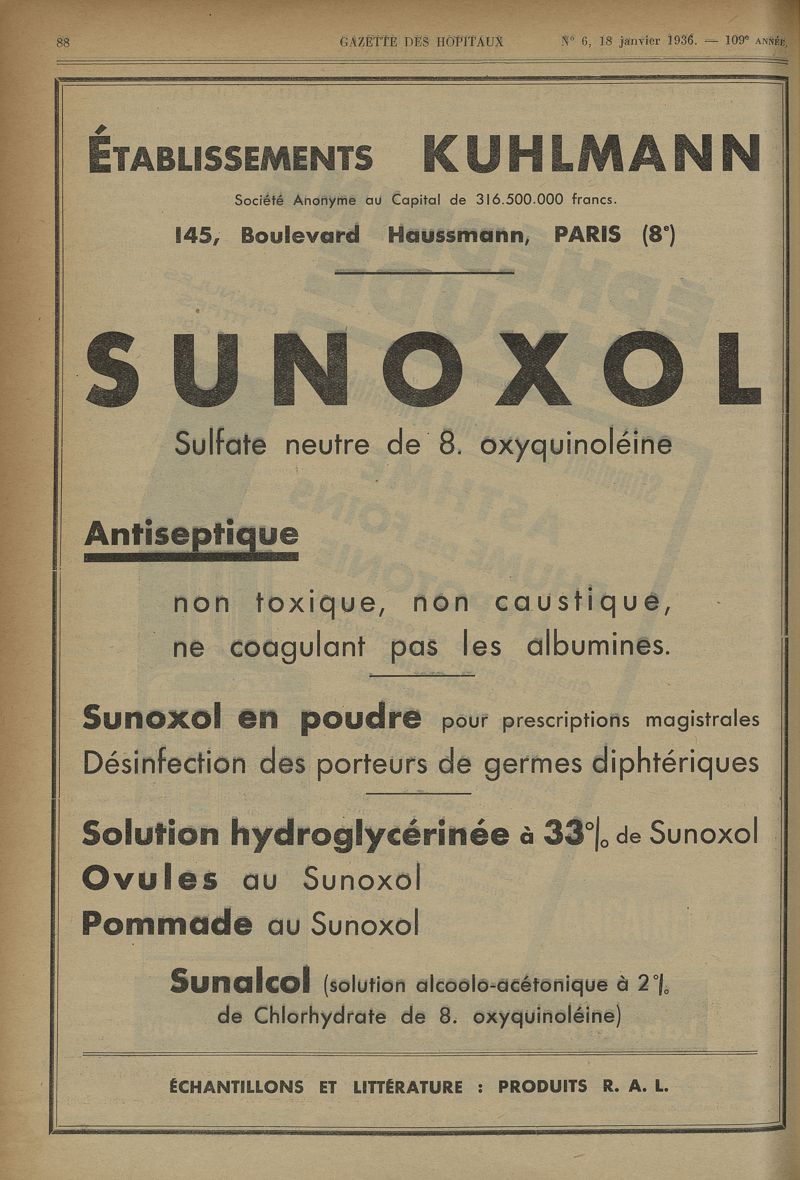 88 GAZETTE DES HOPITAUX N° 6, 18 janvier 1936. — 109e ANNÉE.
ÉTABLISSEMENTS KUHLMANN
Société Anonyme au Capital de 316.500.000 francs.
145, Boulevard Haussmann, PARIS (8e)
SUNOXOL
Sulfate neutre de 8. oxyquinoléine
Antiseptique
non toxique, non caustique,
ne coagulant pas les albumines.
Sunoxol en poudre pour prescriptions magistrales
Désinfection des porteurs de germes diphtériques
Solution hydroglycérinée à 33 % de Sunoxol
Ovules au Sunoxol
Pommade au Sunoxol
Sunalcol (solution alcoolo-acétonique à 2 %
de Chlorhydrate de 8. oxyquinoléine)
ÉCHANTILLONS ET LITTÉRATURE : PRODUITS R. A. L.